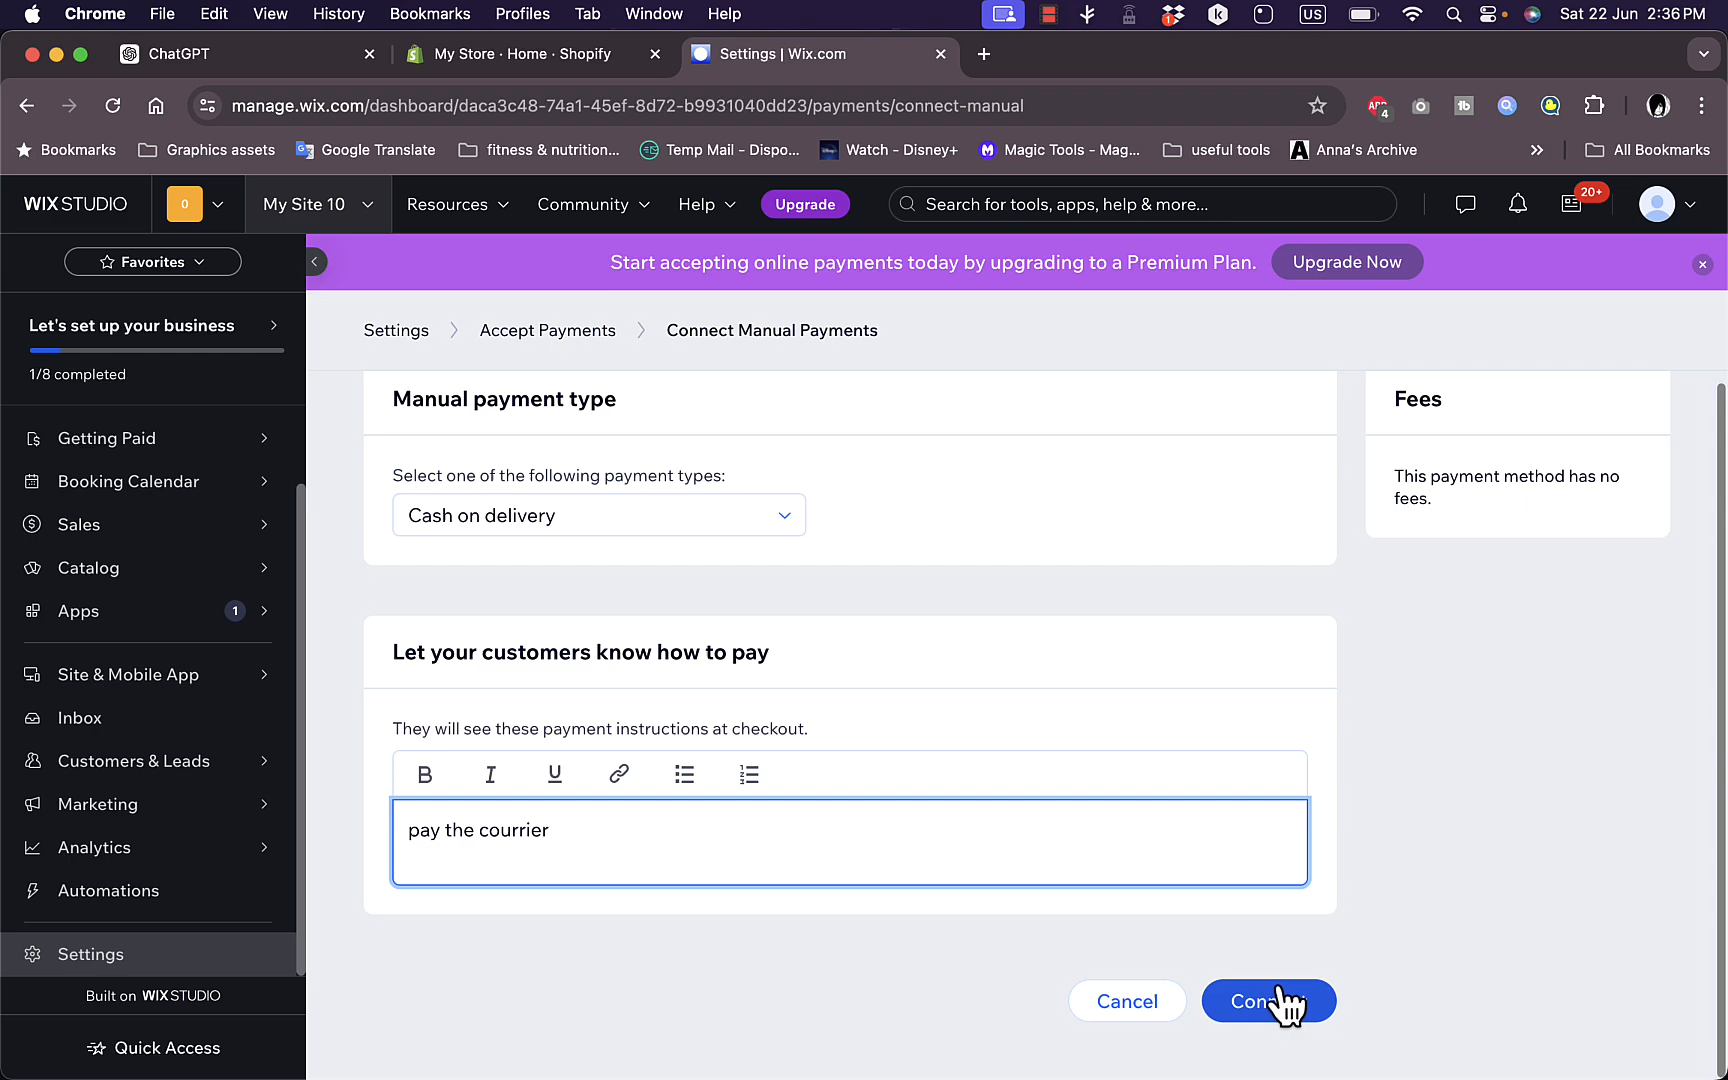 Chrome File Edit View History Bookmarks Profiles Tab Window Help
1 US Sat 22 Jun 2:36 PM
ChatGPT
My Store · Home · Shopify
Settings | Wix.com
manage.wix.com/dashboard/daca3c48-74a1-45ef-8d72-b9931040dd23/payments/connect-manual
ABP 4 tb
Bookmarks Graphics assets Google Translate fitness & nutrition... Temp Mail - Dispo... Watch - Disney+ Magic Tools - Mag... useful tools Anna's Archive All Bookmarks
WIX STUDIO 0 My Site 10 Resources Community Help Upgrade Search for tools, apps, help & more... 20+
Favorites
Start accepting online payments today by upgrading to a Premium Plan. Upgrade Now
Let's set up your business
1/8 completed
Getting Paid
Booking Calendar
Sales
Catalog
Apps 1
Site & Mobile App
Inbox
Customers & Leads
Marketing
Analytics
Automations
Settings
Built on WIX STUDIO
Quick Access
Settings Accept Payments Connect Manual Payments
Manual payment type
Select one of the following payment types:
Cash on delivery
Fees
This payment method has no
fees.
Let your customers know how to pay
They will see these payment instructions at checkout.
B I U
pay the courrier
Cancel